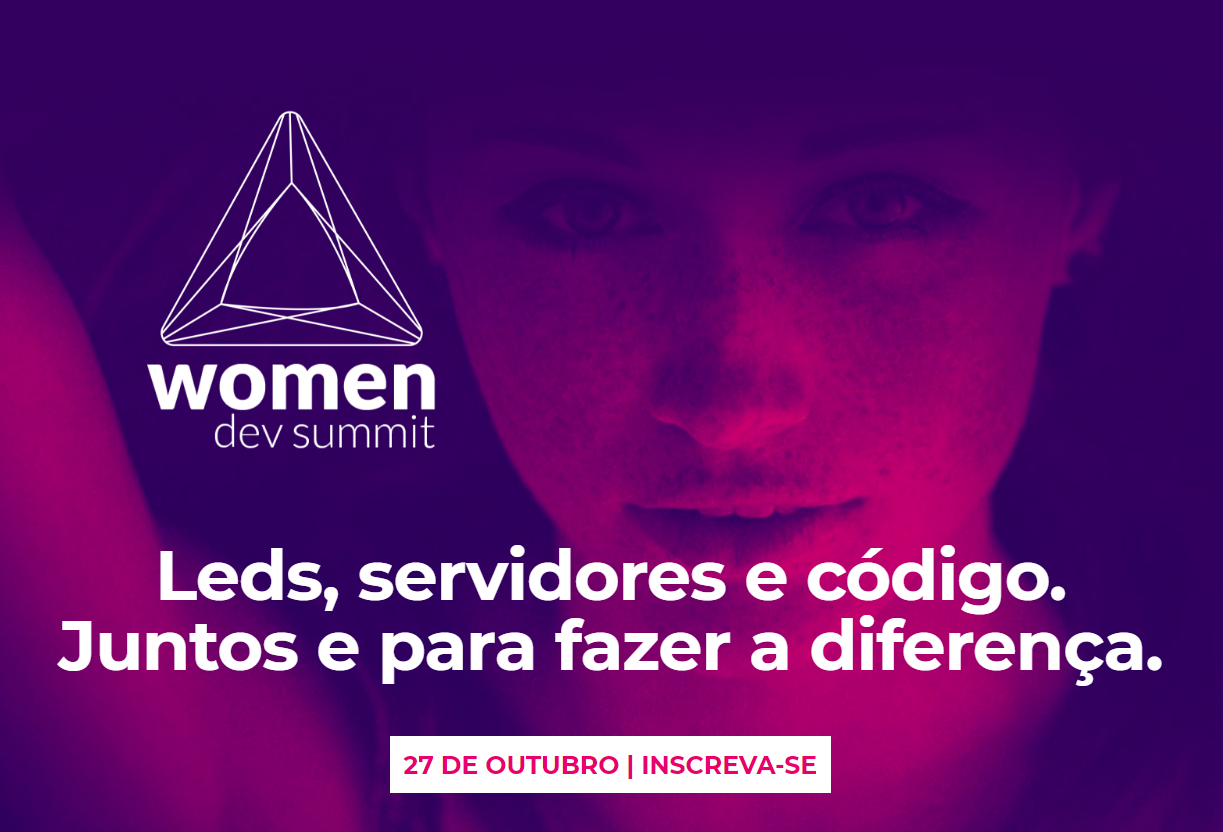 women
dev summit
Leds, servidores e código.
Juntos e para fazer a diferença.
27 DE OUTUBRO | INSCREVA-SE